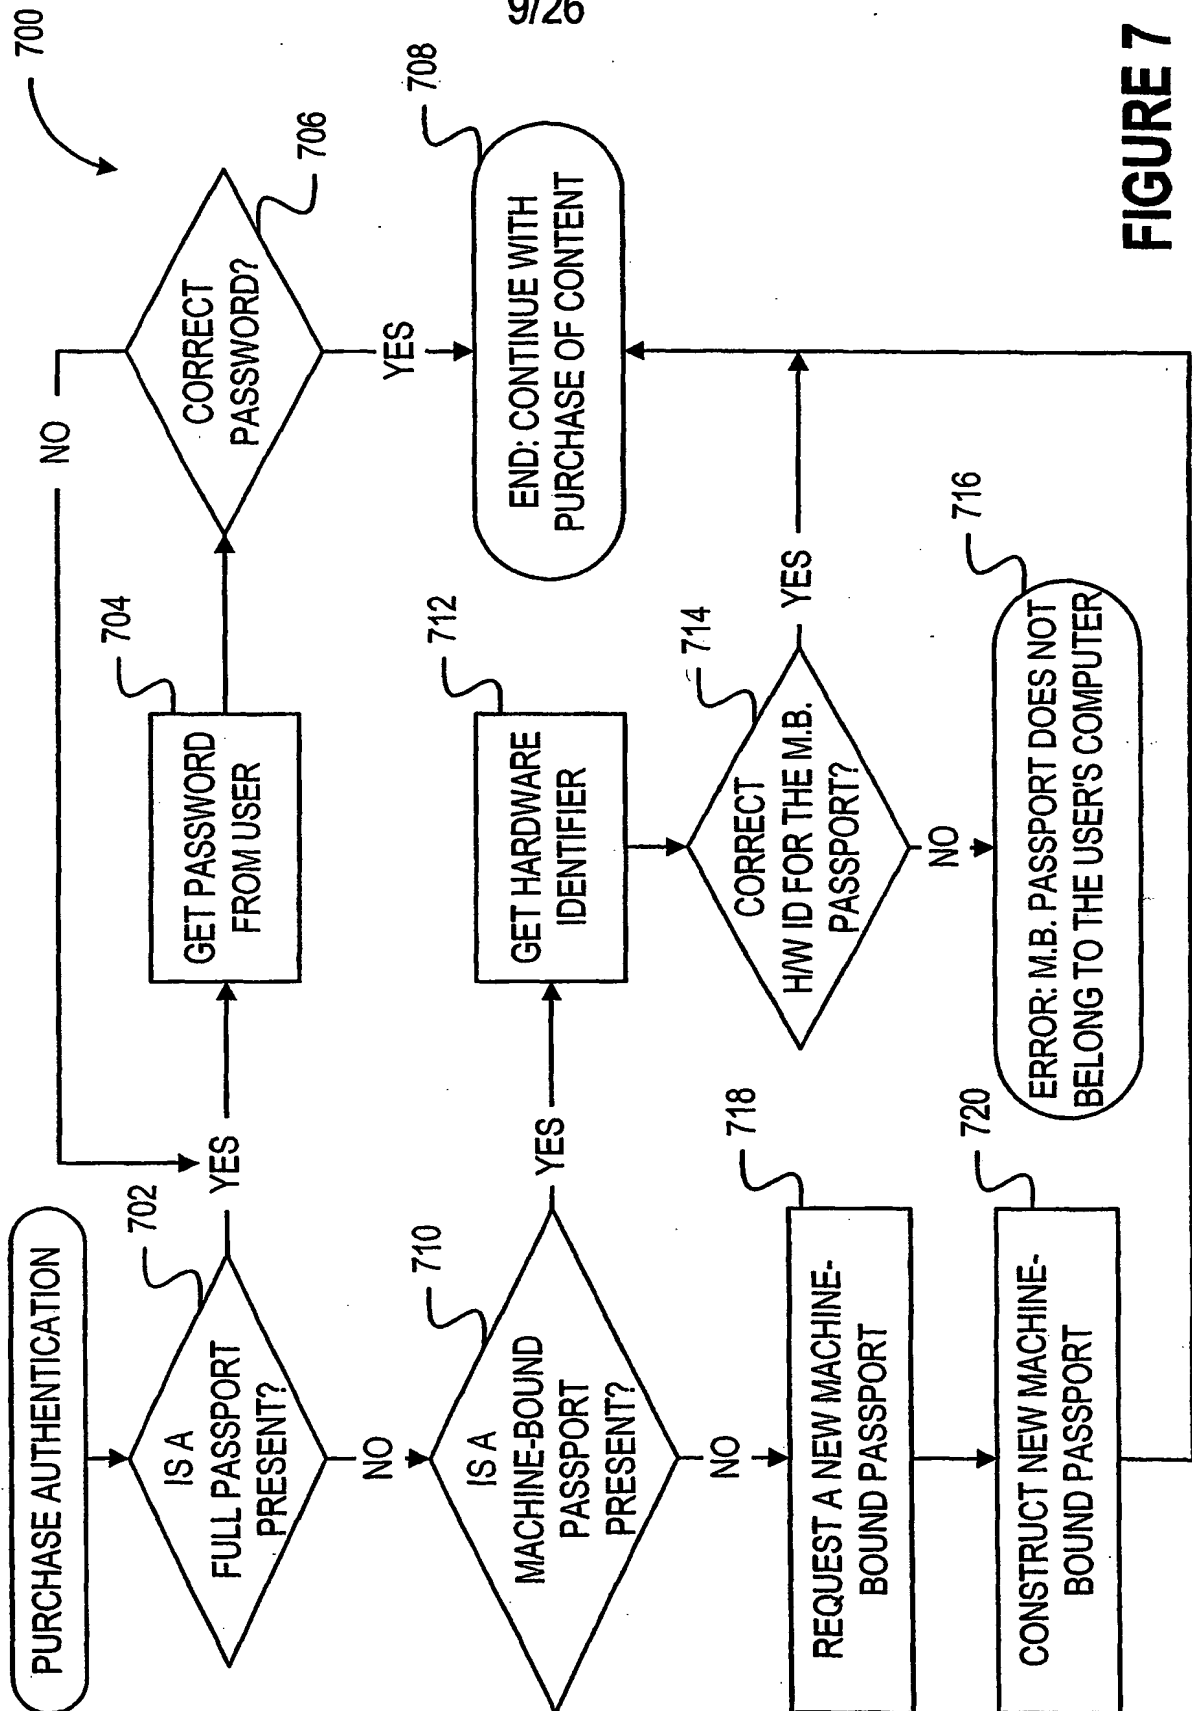 9/26
700
PURCHASE AUTHENTICATION
702
IS A
FULL PASSPORT
PRESENT?
YES
NO
704
GET PASSWORD
FROM USER
706
CORRECT
PASSWORD?
NO
YES
708
END: CONTINUE WITH
PURCHASE OF CONTENT
710
IS A
MACHINE-BOUND
PASSPORT
PRESENT?
YES
NO
712
GET HARDWARE
IDENTIFIER
714
CORRECT
H/W ID FOR THE M.B.
PASSPORT?
YES
NO
716
ERROR: M.B. PASSPORT DOES NOT
BELONG TO THE USER'S COMPUTER
718
REQUEST A NEW MACHINE-
BOUND PASSPORT
720
CONSTRUCT NEW MACHINE-
BOUND PASSPORT
FIGURE 7